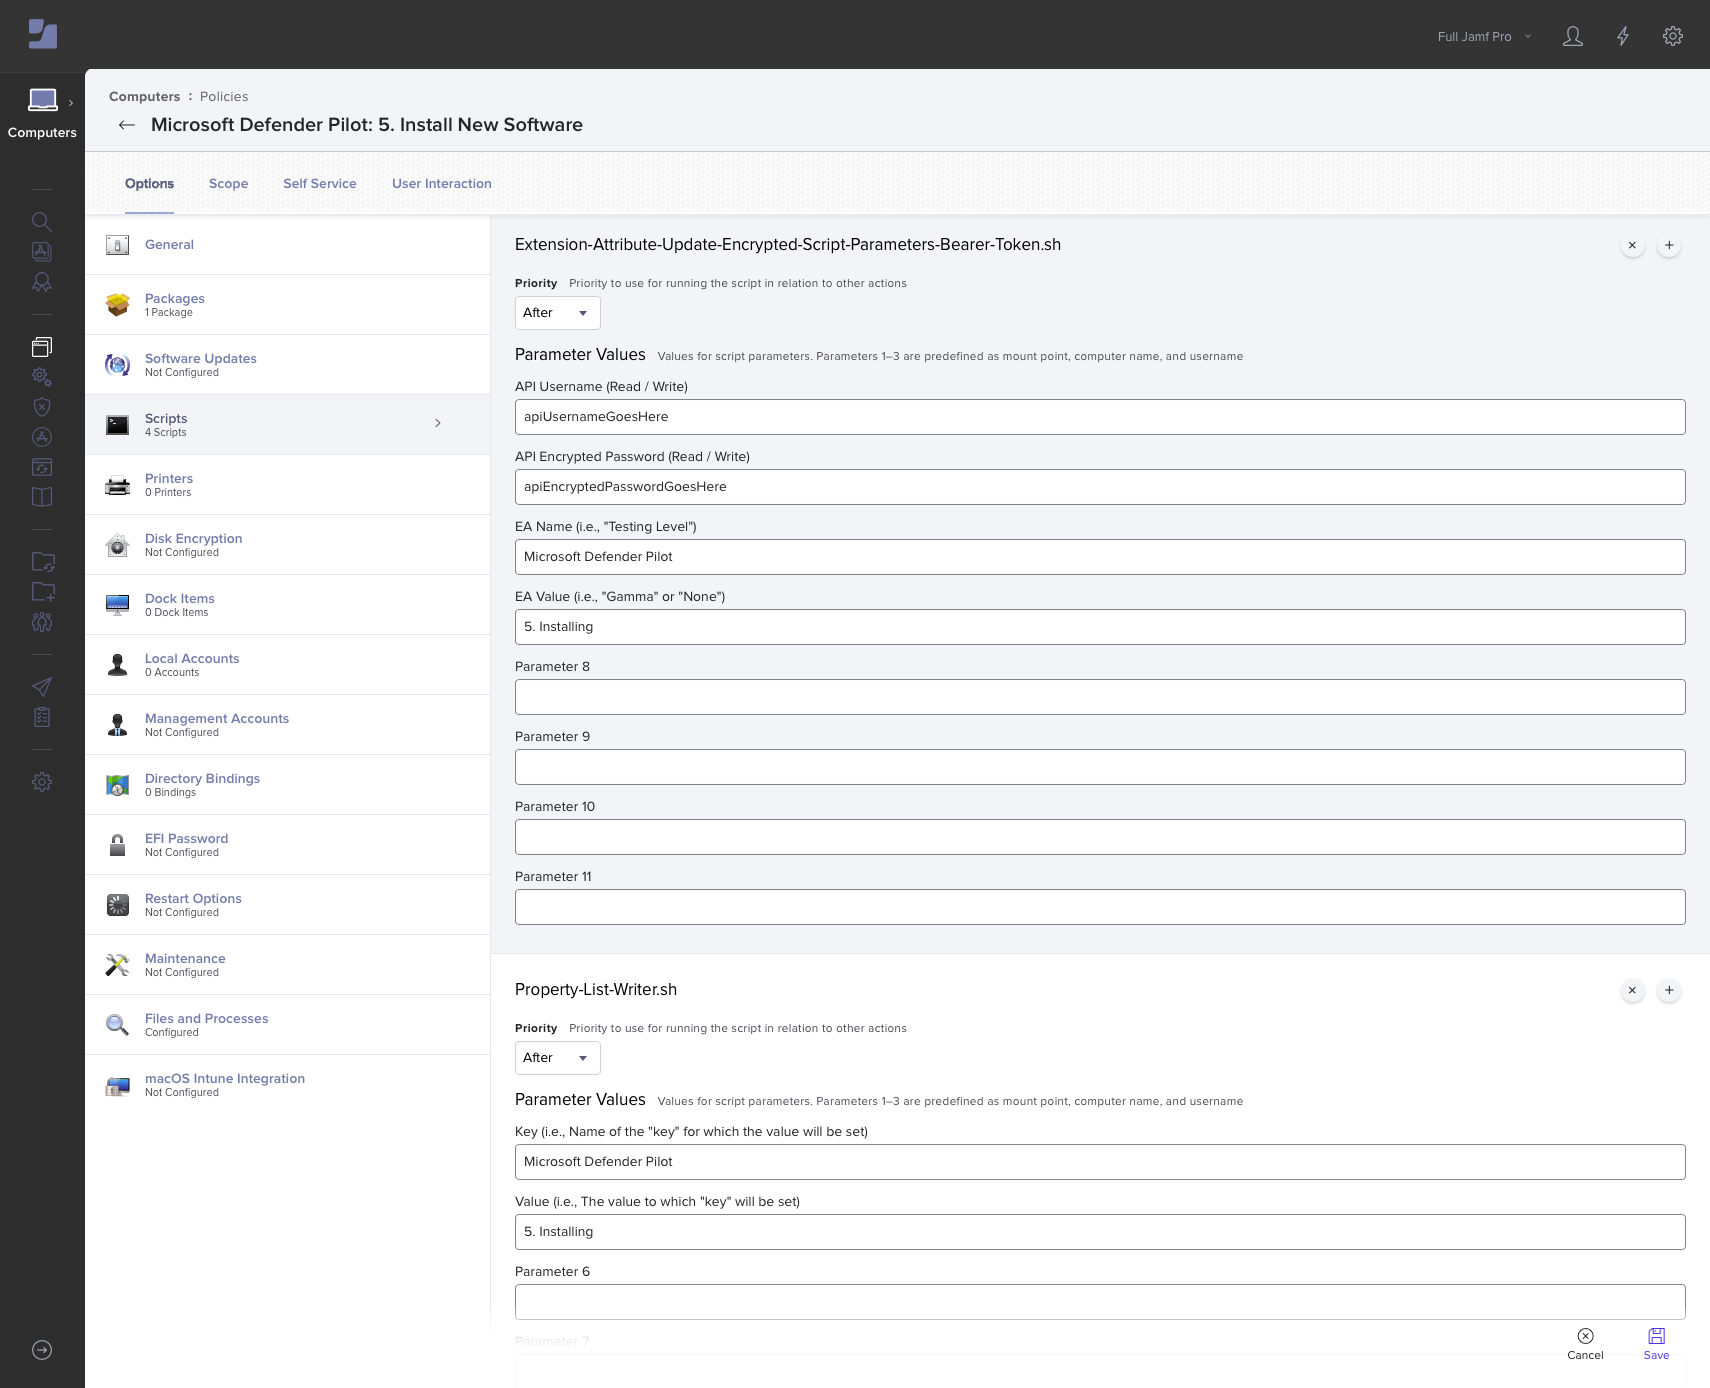 Full Jamf Pro
Computers
Computers : Policies
Microsoft Defender Pilot: 5. Install New Software
Options
Scope
Self Service
User Interaction
General
Packages
1 Package
Software Updates
Not Configured
Scripts
4 Scripts
Printers
0 Printers
Disk Encryption
Not Configured
Dock Items
0 Dock Items
Local Accounts
0 Accounts
Management Accounts
Not Configured
Directory Bindings
0 Bindings
EFI Password
Not Configured
Restart Options
Not Configured
Maintenance
Not Configured
Files and Processes
Configured
macOS Intune Integration
Not Configured
Extension-Attribute-Update-Encrypted-Script-Parameters-Bearer-Token.sh
Priority Priority to use for running the script in relation to other actions
After
Parameter Values Values for script parameters. Parameters 1–3 are predefined as mount point, computer name, and username
API Username (Read / Write)
apiUsernameGoesHere
API Encrypted Password (Read / Write)
apiEncryptedPasswordGoesHere
EA Name (i.e., "Testing Level")
Microsoft Defender Pilot
EA Value (i.e., "Gamma" or "None")
5. Installing
Parameter 8
Parameter 9
Parameter 10
Parameter 11
Property-List-Writer.sh
Priority Priority to use for running the script in relation to other actions
After
Parameter Values Values for script parameters. Parameters 1–3 are predefined as mount point, computer name, and username
Key (i.e., Name of the "key" for which the value will be set)
Microsoft Defender Pilot
Value (i.e., The value to which "key" will be set)
5. Installing
Parameter 6
Parameter 7
Cancel
Save